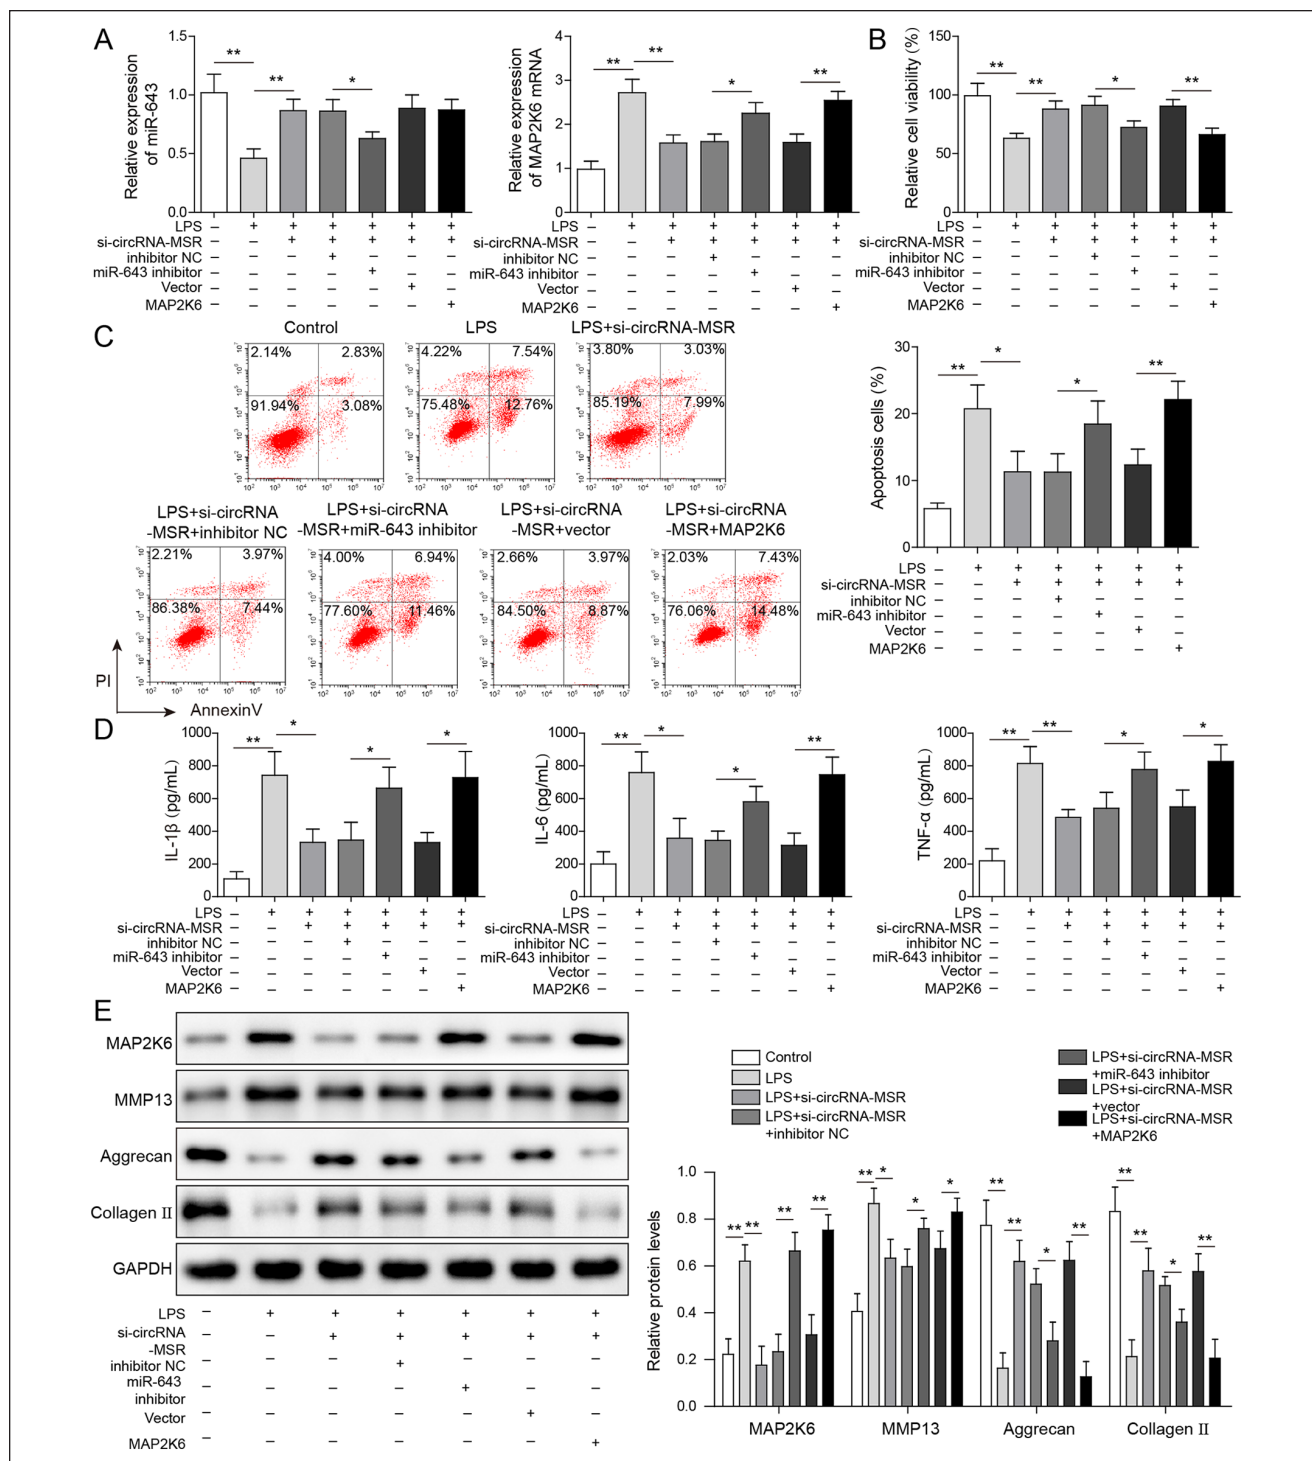 A
Relative expression
of miR-643
1.5
1.0
0.5
0.0
** ** *
LPS – + + + + + +
si-circRNA-MSR – – + + + + +
inhibitor NC – – – + – – –
miR-643 inhibitor – – – – + – –
Vector – – – – – + –
MAP2K6 – – – – – – +
Relative expression
of MAP2K6 mRNA
4
3
2
1
0
** ** * **
LPS – + + + + + +
si-circRNA-MSR – – + + + + +
inhibitor NC – – – + – – –
miR-643 inhibitor – – – – + – –
Vector – – – – – + –
MAP2K6 – – – – – – +
B
Relative cell viability (%)
150
100
50
0
** ** * **
LPS – + + + + + +
si-circRNA-MSR – – + + + + +
inhibitor NC – – – + – – –
miR-643 inhibitor – – – – + – –
Vector – – – – – + –
MAP2K6 – – – – – – +
C
Control
2.14% 2.83%
91.94% 3.08%
LPS
4.22% 7.54%
75.48% 12.76%
LPS+si-circRNA-MSR
3.80% 3.03%
85.19% 7.99%
LPS+si-circRNA
-MSR+inhibitor NC
2.21% 3.97%
86.38% 7.44%
LPS+si-circRNA
-MSR+miR-643 inhibitor
4.00% 6.94%
77.60% 11.46%
LPS+si-circRNA
-MSR+vector
2.66% 3.97%
84.50% 8.87%
LPS+si-circRNA
-MSR+MAP2K6
2.03% 7.43%
76.06% 14.48%
PI
AnnexinV
Apoptosis cells (%)
30
20
10
0
** * * **
LPS – + + + + + +
si-circRNA-MSR – – + + + + +
inhibitor NC – – – + – – –
miR-643 inhibitor – – – – + – –
Vector – – – – – + –
MAP2K6 – – – – – – +
D
IL-1β (pg/mL)
1000
800
600
400
200
0
** * * *
LPS – + + + + + +
si-circRNA-MSR – – + + + + +
inhibitor NC – – – + – – –
miR-643 inhibitor – – – – + – –
Vector – – – – – + –
MAP2K6 – – – – – – +
IL-6 (pg/mL)
1000
800
600
400
200
0
** * * **
LPS – + + + + + +
si-circRNA-MSR – – + + + + +
inhibitor NC – – – + – – –
miR-643 inhibitor – – – – + – –
Vector – – – – – + –
MAP2K6 – – – – – – +
TNF-α (pg/mL)
1000
800
600
400
200
0
** ** * *
LPS – + + + + + +
si-circRNA-MSR – – + + + + +
inhibitor NC – – – + – – –
miR-643 inhibitor – – – – + – –
Vector – – – – – + –
MAP2K6 – – – – – – +
E
MAP2K6
MMP13
Aggrecan
Collagen II
GAPDH
LPS – + + + + + +
si-circRNA – – + + + + +
-MSR
inhibitor NC – – – + – – –
miR-643 – – – – + – –
inhibitor
Vector – – – – – + –
MAP2K6 – – – – – – +
Control
LPS
LPS+si-circRNA-MSR
LPS+si-circRNA-MSR
+inhibitor NC
LPS+si-circRNA-MSR
+miR-643 inhibitor
LPS+si-circRNA-MSR
+vector
LPS+si-circRNA-MSR
+MAP2K6
Relative protein levels
1.0
0.8
0.6
0.4
0.2
0.0
** ** ** **
** * * *
** ** * **
** ** * **
MAP2K6 MMP13 Aggrecan Collagen II